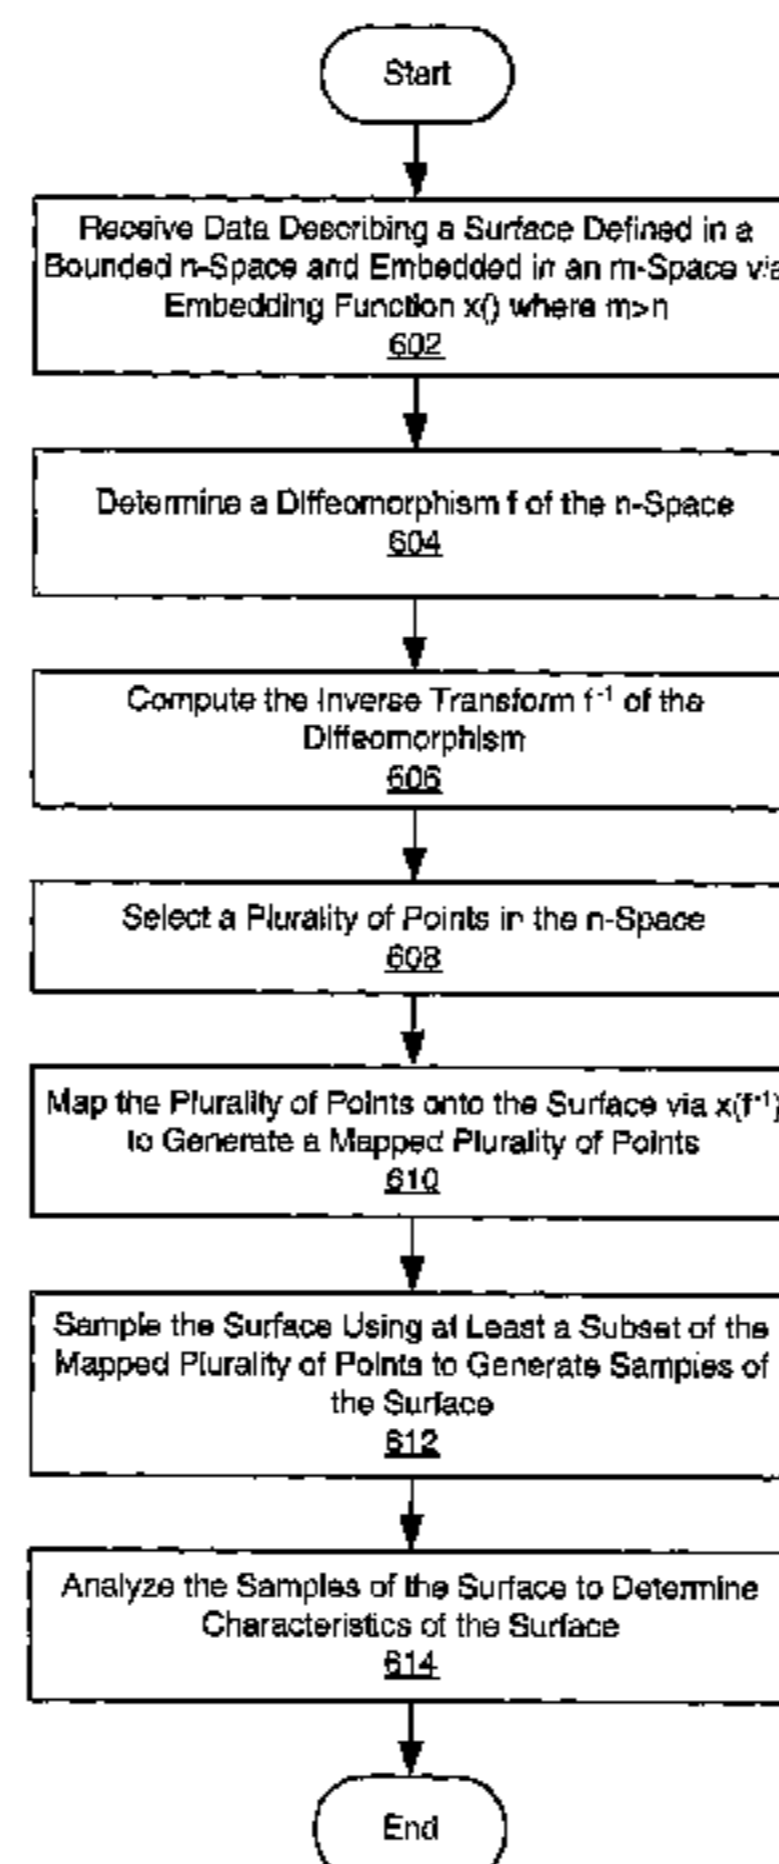 Start
Receive Data Describing a Surface Defined in a
Bounded n-Space and Embedded in an m-Space via
Embedding Function x() where m>n
602
Determine a Diffeomorphism f of the n-Space
604
Compute the Inverse Transform f⁻¹ of the
Diffeomorphism
606
Select a Plurality of Points in the n-Space
608
Map the Plurality of Points onto the Surface via x(f⁻¹)
to Generate a Mapped Plurality of Points
610
Sample the Surface Using at Least a Subset of the
Mapped Plurality of Points to Generate Samples of
the Surface
612
Analyze the Samples of the Surface to Determine
Characteristics of the Surface
614
End